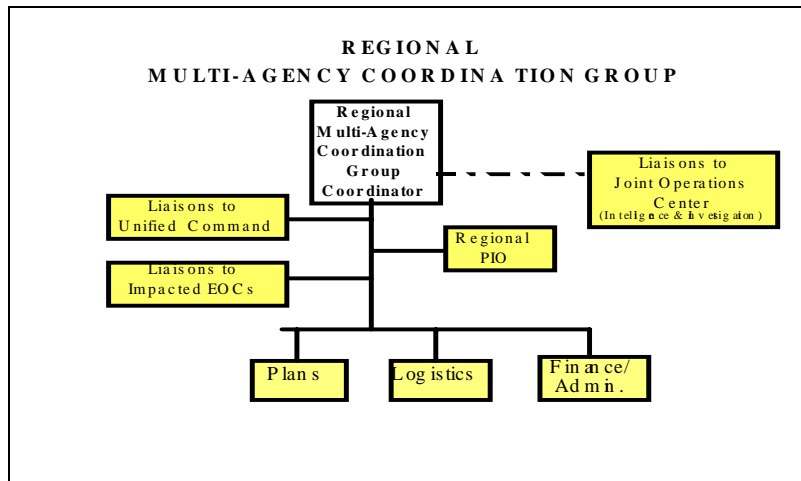 REGIONAL
MULTI-AGENCY COORDINATION GROUP
Regional
Multi-Agency
Coordination
Group
Coordinator
Liaisons to
Joint Operations
Center
(Intelligence & Investigation)
Liaisons to
Unified Command
Regional
PIO
Liaisons to
Impacted EOCs
Plans
Logistics
Finance/
Admin.